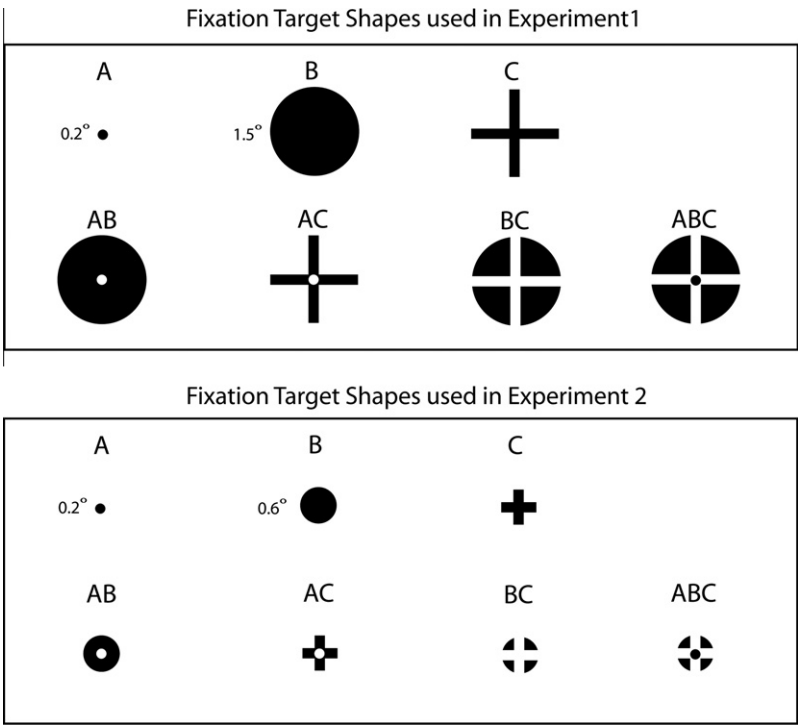 Fixation Target Shapes used in Experiment1
A B C
0.2° 1.5°
AB AC BC ABC
Fixation Target Shapes used in Experiment 2
A B C
0.2° 0.6°
AB AC BC ABC